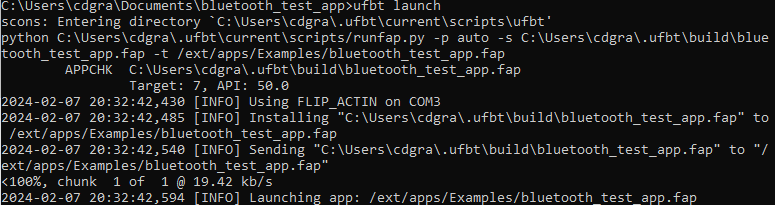 C:\Users\cdgra\Documents\bluetooth_test_app>ufbt launch
scons: Entering directory `C:\Users\cdgra\.ufbt\current\scripts\ufbt'
python C:\Users\cdgra\.ufbt\current\scripts/runfap.py -p auto -s C:\Users\cdgra\.ufbt\build\blue
tooth_test_app.fap -t /ext/apps/Examples/bluetooth_test_app.fap
        APPCHK  C:\Users\cdgra\.ufbt\build\bluetooth_test_app.fap
                Target: 7, API: 50.0
2024-02-07 20:32:42,430 [INFO] Using FLIP_ACTIN on COM3
2024-02-07 20:32:42,485 [INFO] Installing "C:\Users\cdgra\.ufbt\build\bluetooth_test_app.fap" to
 /ext/apps/Examples/bluetooth_test_app.fap
2024-02-07 20:32:42,540 [INFO] Sending "C:\Users\cdgra\.ufbt\build\bluetooth_test_app.fap" to "/
ext/apps/Examples/bluetooth_test_app.fap"
<100%, chunk  1 of  1 @ 19.42 kb/s
2024-02-07 20:32:42,594 [INFO] Launching app: /ext/apps/Examples/bluetooth_test_app.fap